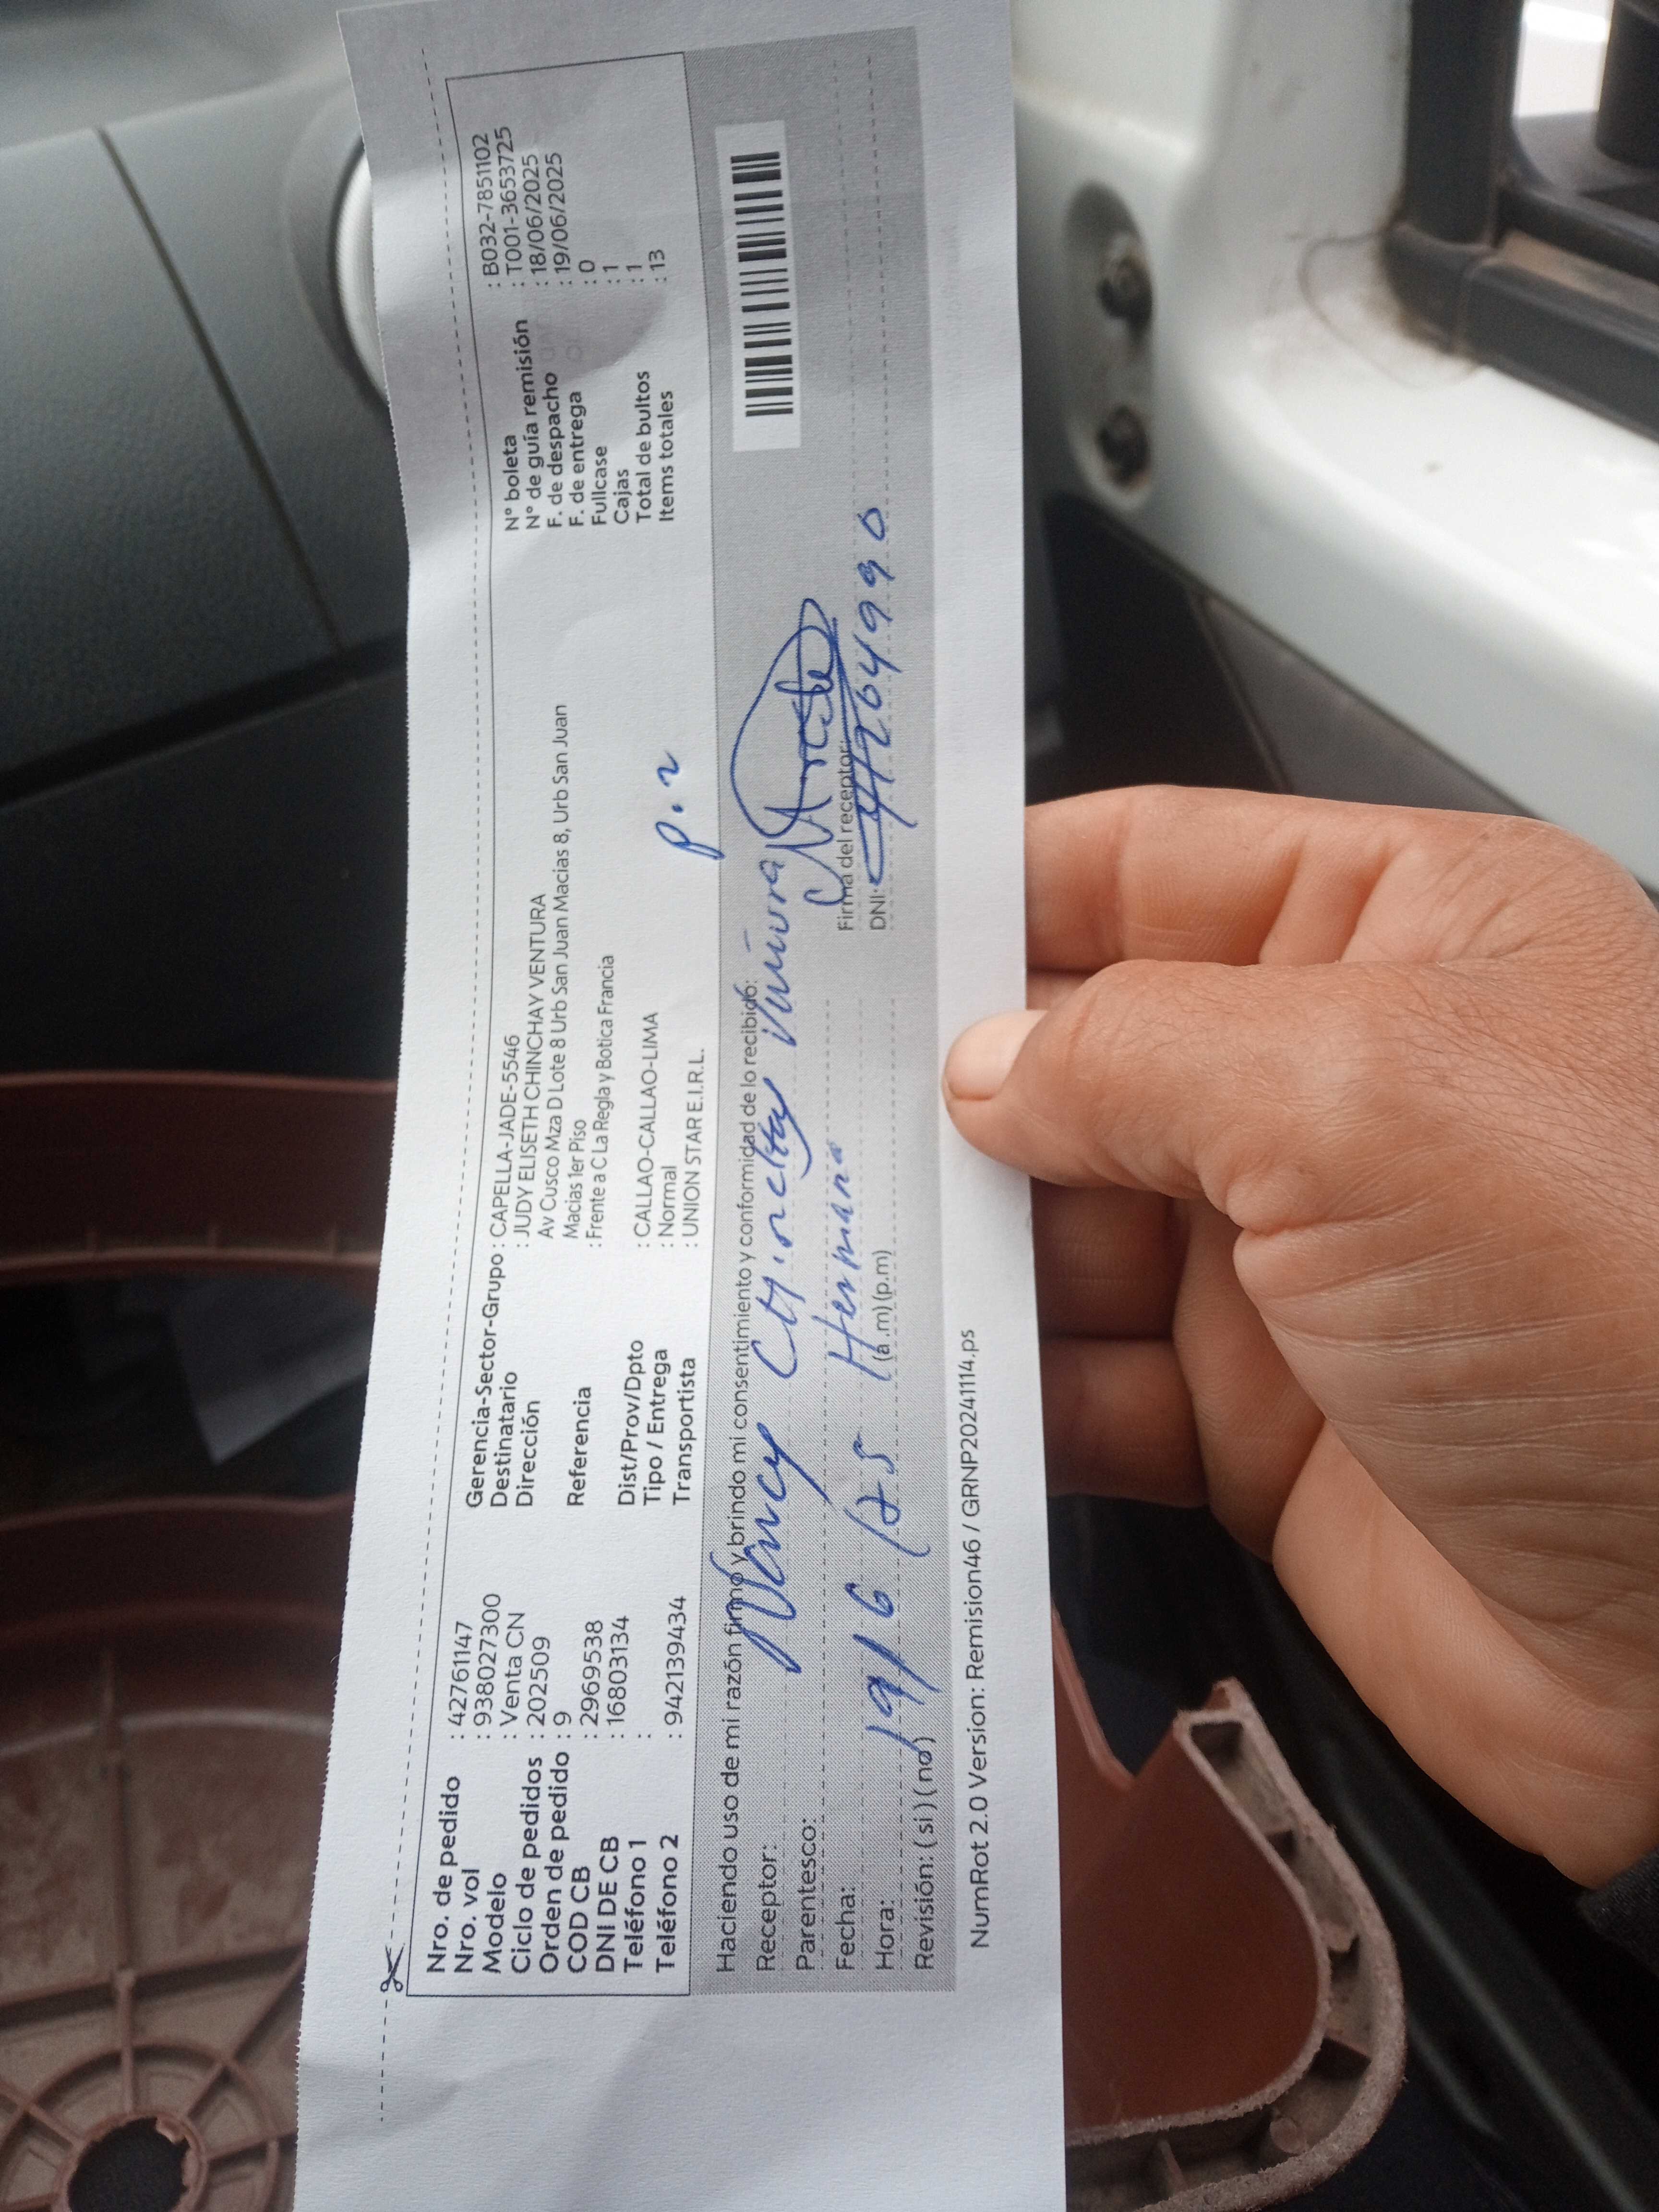 Nro. de pedido : 42761147
Nro. vol : 938027300
Modelo : Venta CN
Ciclo de pedidos : 202509
Orden de pedido : 9
COD CB : 2969538
DNI DE CB : 16803134
Teléfono 1 :
Teléfono 2 : 942139434
Gerencia-Sector-Grupo : CAPELLA-JADE-5546
Destinatario : JUDY ELISETH CHINCHAY VENTURA
Dirección Av Cusco Mza D Lote 8 Urb San Juan Macias 8, Urb San Juan
Macias 1er Piso
Referencia : Frente a C La Regla y Botica Francia
Dist/Prov/Dpto : CALLAO-CALLAO-LIMA
Tipo / Entrega : Normal
Transportista : UNION STAR E.I.R.L.
N° boleta : B032-7851102
N° de guía remisión : T001-3653725
F. de despacho : 18/06/2025
F. de entrega : 19/06/2025
Fullcase : 0
Cajas : 1
Total de bultos : 1
Items totales : 13
p.2
Haciendo uso de mi razón firmo y brindo mi consentimiento y conformidad de lo recibido:
Receptor: Nency Chinchay
Parentesco: Hermana
Fecha: 19/6/25
Hora: (a.m) (p.m)
Revisión: ( si ) ( no )
Firma del receptor:
DNI:
NumRot 2.0 Version: Remision46 / GRNP20241114.ps